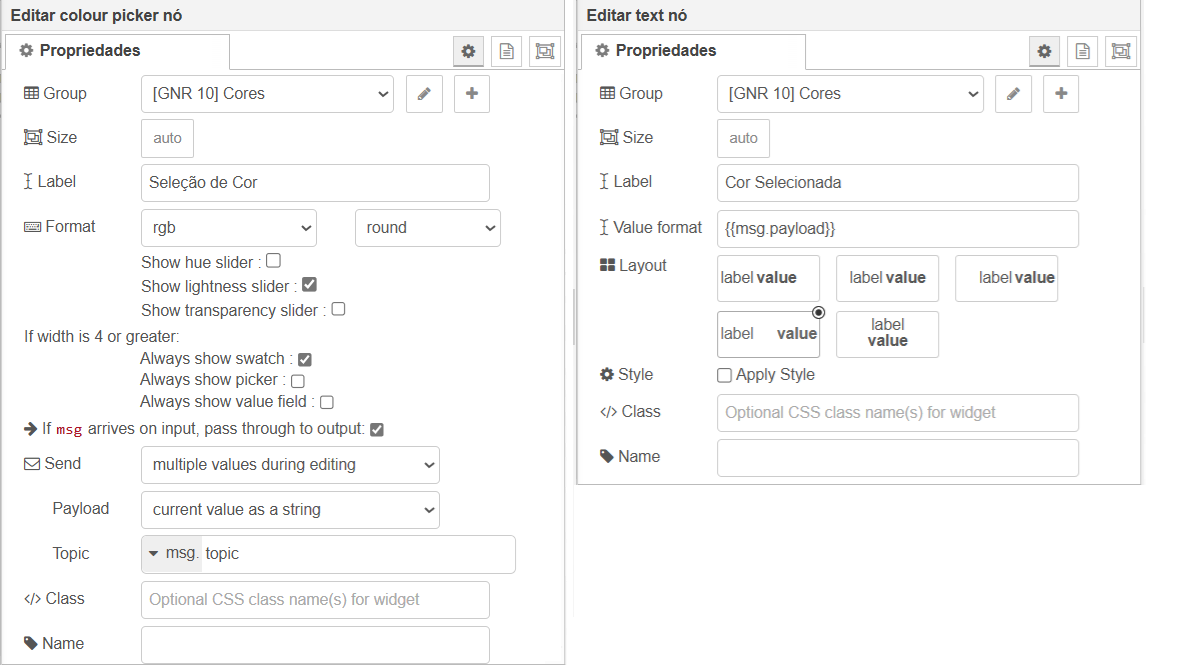 Editar colour picker nó
Propriedades
Group [GNR 10] Cores
Size auto
Label Seleção de Cor
Format rgb round
Show hue slider :
Show lightness slider :
Show transparency slider :
If width is 4 or greater:
Always show swatch :
Always show picker :
Always show value field :
If msg arrives on input, pass through to output:
Send multiple values during editing
Payload current value as a string
Topic msg. topic
Class Optional CSS class name(s) for widget
Name
Editar text nó
Propriedades
Group [GNR 10] Cores
Size auto
Label Cor Selecionada
Value format {{msg.payload}}
Layout label value label value label value
label value label
value
Style Apply Style
</> Class Optional CSS class name(s) for widget
Name